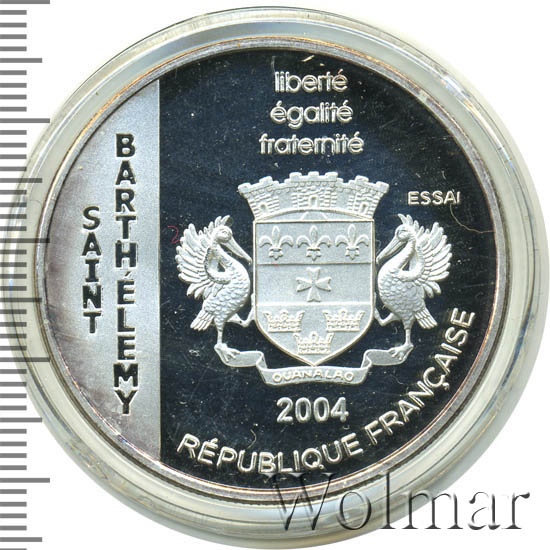 liberté
égalité
fraternité
ESSAI
SAINT
BARTHÉLEMY
OUANALAO
2004
RÉPUBLIQUE FRANÇAISE
Wolmar